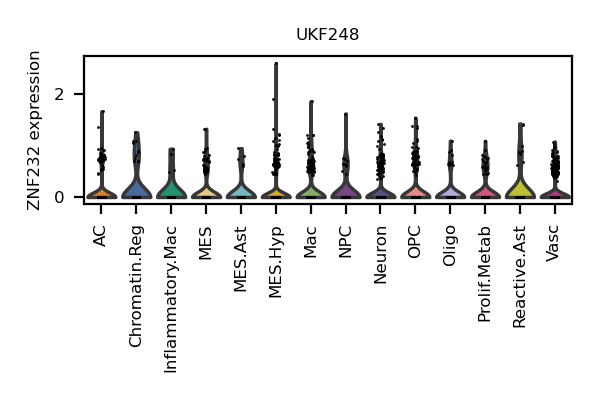 UKF248
ZNF232 expression
2
0
AC
Chromatin.Reg
Inflammatory.Mac
MES
MES.Ast
MES.Hyp
Mac
NPC
Neuron
OPC
Oligo
Prolif.Metab
Reactive.Ast
Vasc